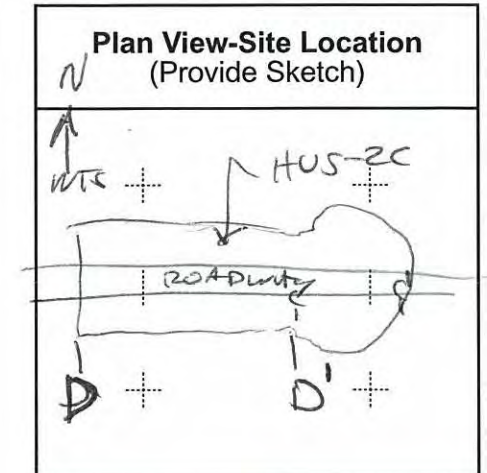 Plan View-Site Location
(Provide Sketch)
N
NTS
HUS-2C
ROADWAY
D D'